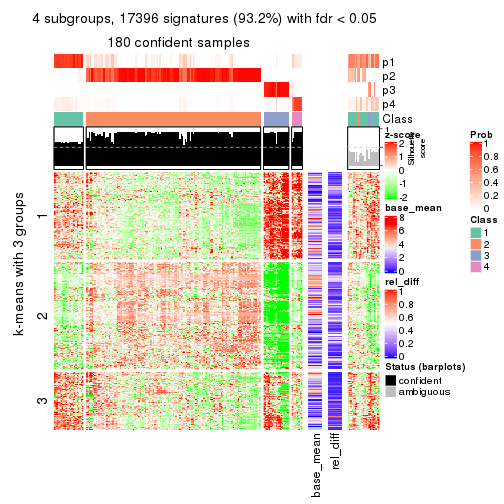 4 subgroups, 17396 signatures (93.2%) with fdr < 0.05
180 confident samples
p1
p2
p3
p4
Class
1
Silhouette
score
k-means with 3 groups
1
2
3
base_mean
rel_diff
z-score
2
1
0
-1
-2
base_mean
8
6
4
2
0
rel_diff
1
0.8
0.6
0.4
0.2
0
Status (barplots)
confident
ambiguous
Prob
1
0.8
0.6
0.4
0.2
0
Class
1
2
3
4